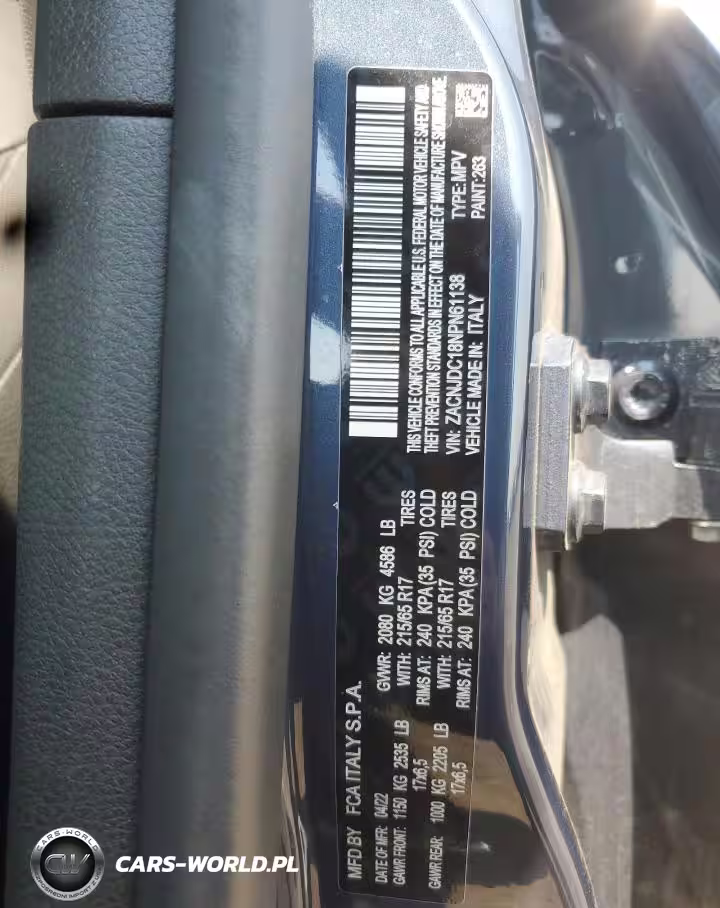 MFD BY FCA ITALY S.P.A.
DATE OF MFR: 04/22 GVWR: 2080 KG 4586 LB
GAWR FRONT: 1150 KG 2535 LB WITH: 215/65 R17 TIRES
17x6,5 RIMS AT: 240 KPA(35 PSI) COLD
GAWR REAR: 1000 KG 2205 LB WITH: 215/65 R17 TIRES
17x6,5 RIMS AT: 240 KPA(35 PSI) COLD
THIS VEHICLE CONFORMS TO ALL APPLICABLE U.S. FEDERAL MOTOR VEHICLE SAFETY AND
THEFT PREVENTION STANDARDS IN EFFECT ON THE DATE OF MANUFACTURE SHOWN ABOVE.
VIN: ZACNJDC18NPN61138 TYPE:MPV
VEHICLE MADE IN: ITALY PAINT:263
CARS-WORLD.PL